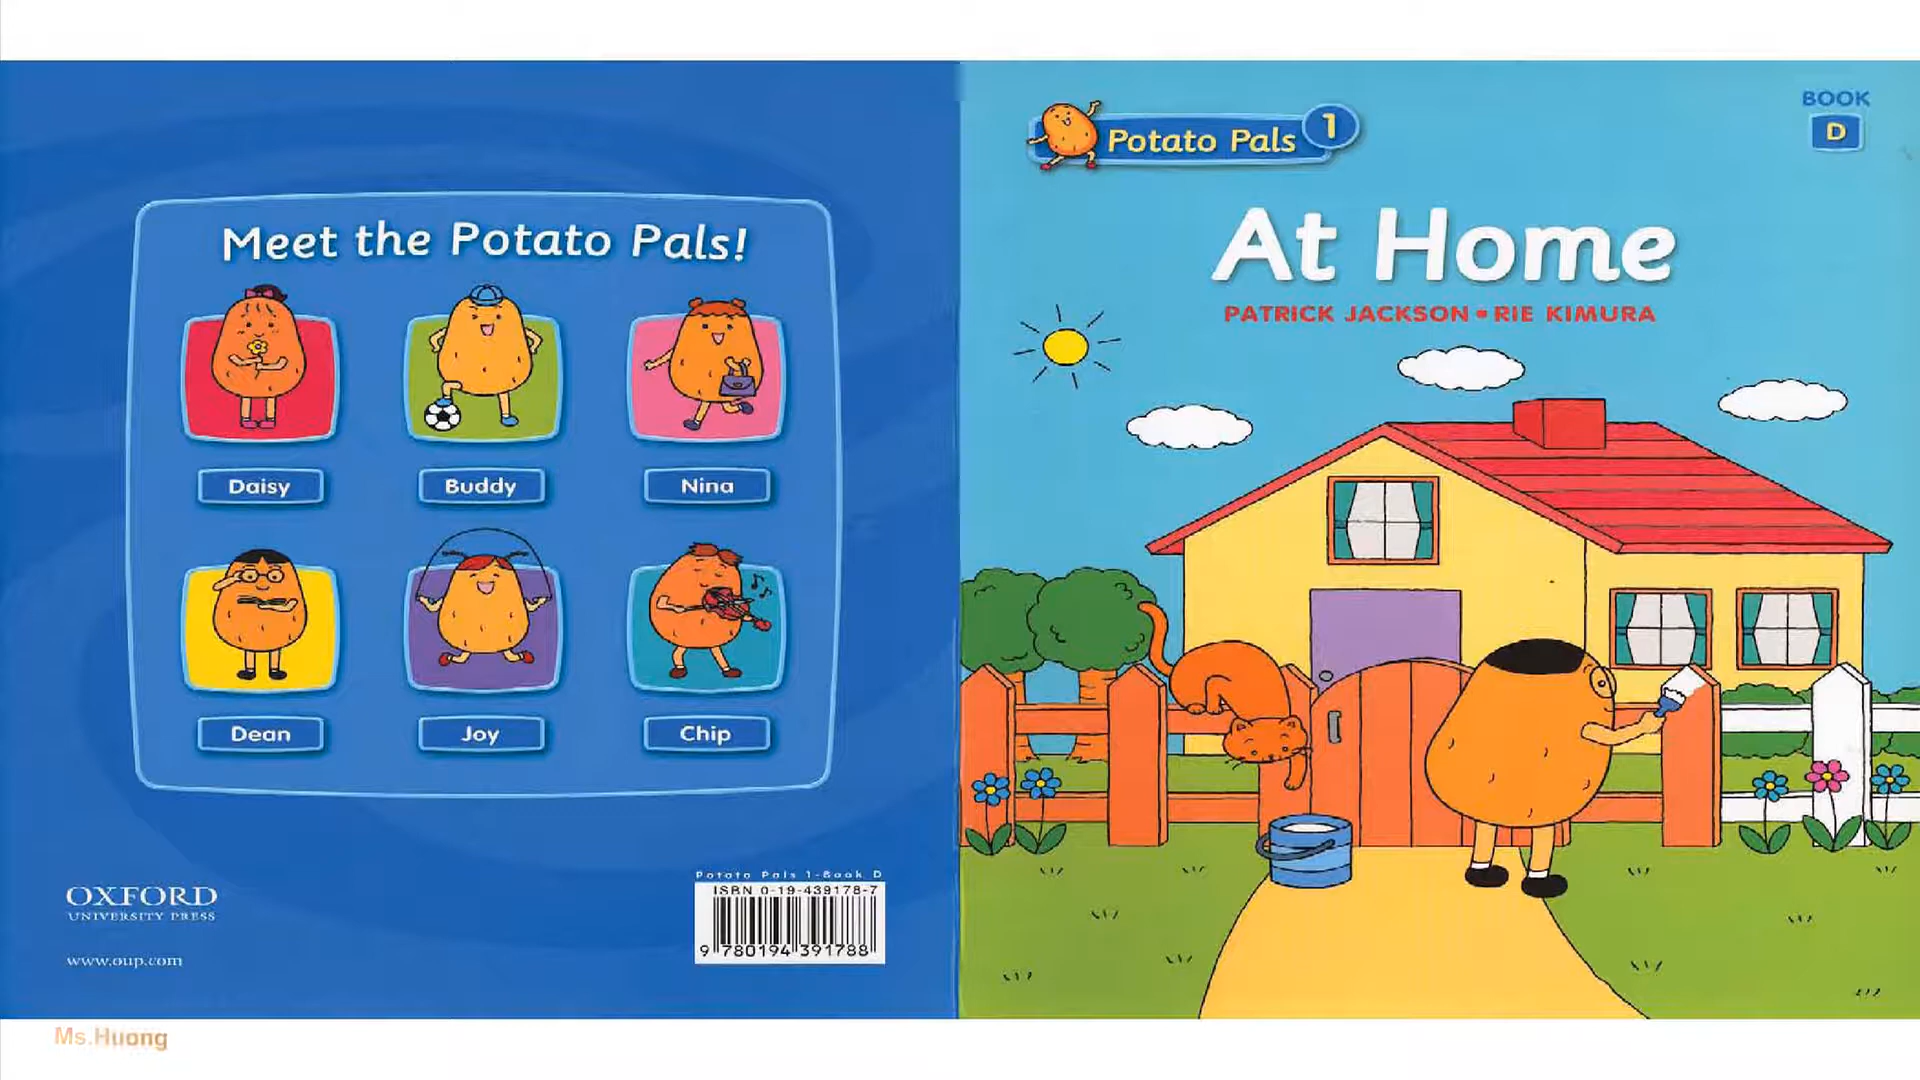 Meet the Potato Pals!
Daisy
Buddy
Nina
Dean
Joy
Chip
OXFORD
UNIVERSITY PRESS
www.oup.com
Potato Pals 1-Book D
ISBN 0-19-439178-7
9 780194 391788
Ms.Huong
Potato Pals 1
BOOK
D
At Home
PATRICK JACKSON • RIE KIMURA